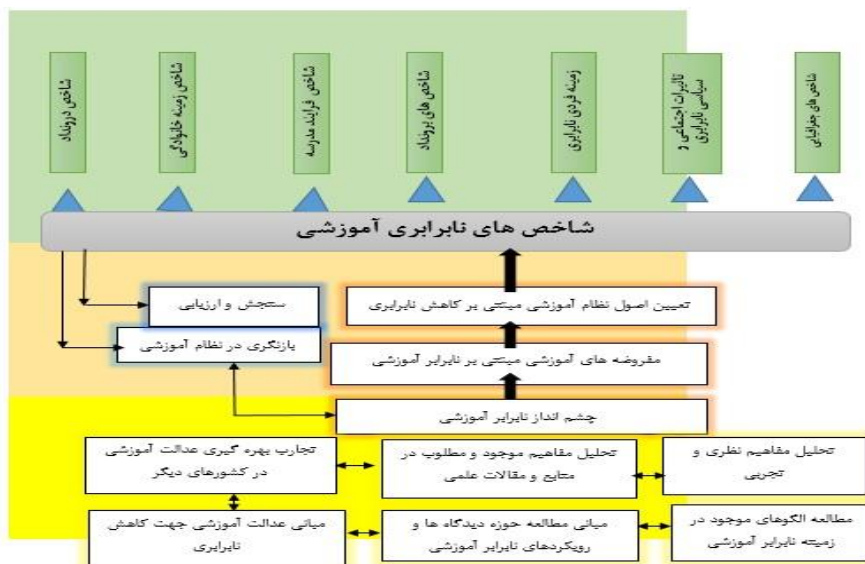 شاخص های جغرافیایی
تاثیرات اجتماعی و
سیاسی نابرابری
زمینه فردی نابرابری
شاخص های برونداد
شاخص فرایند مدرسه
شاخص زمینه خانوادگی
شاخص درونداد
شاخص های نابرابری آموزشی
تعیین اصول نظام آموزشی مبتنی بر کاهش نابرابری
سنجش و ارزیابی
مفروضه های آموزشی مبتنی بر نابرابر آموزشی
بازنگری در نظام آموزشی
چشم انداز نابرابر آموزشی
تحلیل مفاهیم نظری و
تجربی
تحلیل مفاهیم موجود و مطلوب در
منابع و مقالات علمی
تجارب بهره گیری عدالت آموزشی
در کشورهای دیگر
مطالعه الگوهای موجود در
زمینه نابرابر آموزشی
مبانی مطالعه حوزه دیدگاه ها و
رویکردهای نابرابر آموزشی
مبانی عدالت آموزشی جهت کاهش
نابرابری